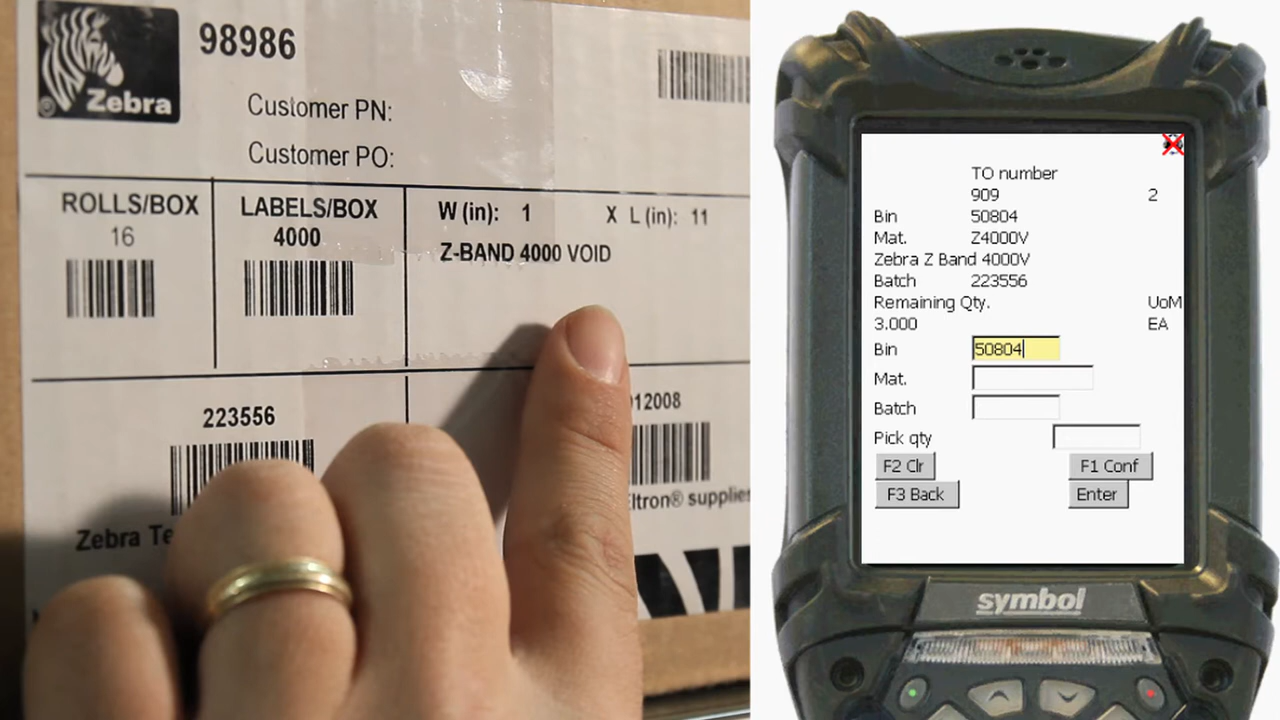 98986
Zebra
Customer PN:
Customer PO:
ROLLS/BOX
16
LABELS/BOX
4000
W (in): 1 X L (in): 11
Z-BAND 4000 VOID
223556
12008
Zebra
Eltron® supplies
TO number
909 2
Bin 50804
Mat. Z4000V
Zebra Z Band 4000V
Batch 223556
Remaining Qty. UoM
3.000 EA
Bin 50804
Mat.
Batch
Pick qty
F2 Clr F1 Conf
F3 Back Enter
symbol